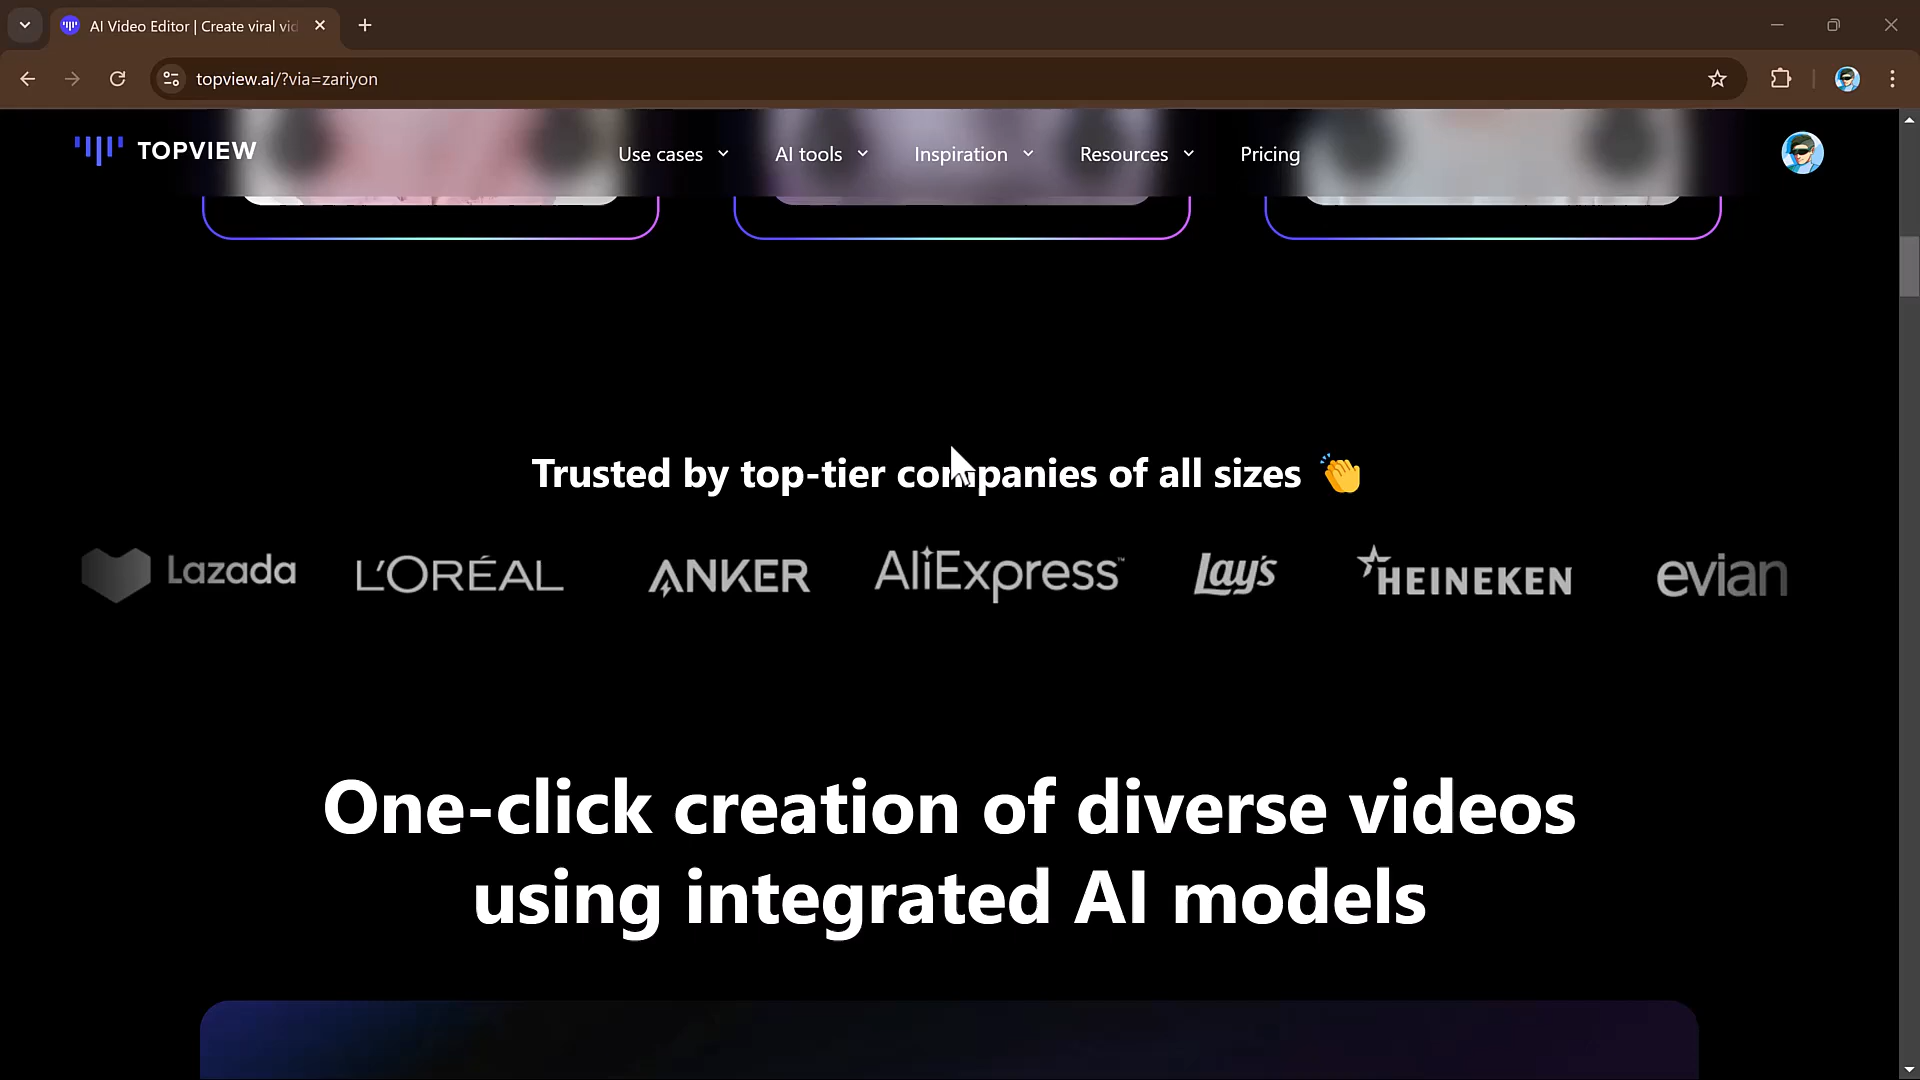 AI Video Editor | Create viral vid
topview.ai/?via=zariyon
TOPVIEW
Use cases
AI tools
Inspiration
Resources
Pricing
Trusted by top-tier companies of all sizes 👏
Lazada
L'ORÉAL
ANKER
AliExpress™
Lay's
HEINEKEN
evian
One-click creation of diverse videos
using integrated AI models